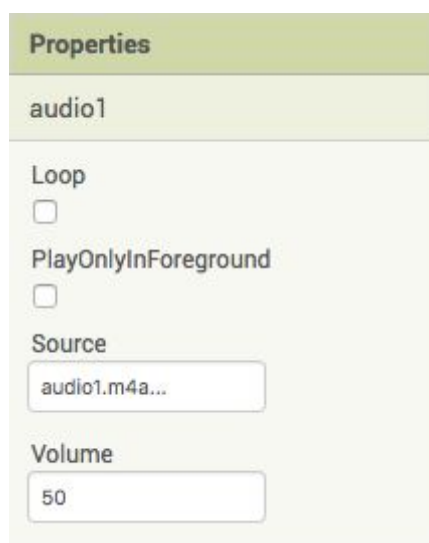 Properties
audio1
Loop
PlayOnlyInForeground
Source
audio1.m4a...
Volume
50